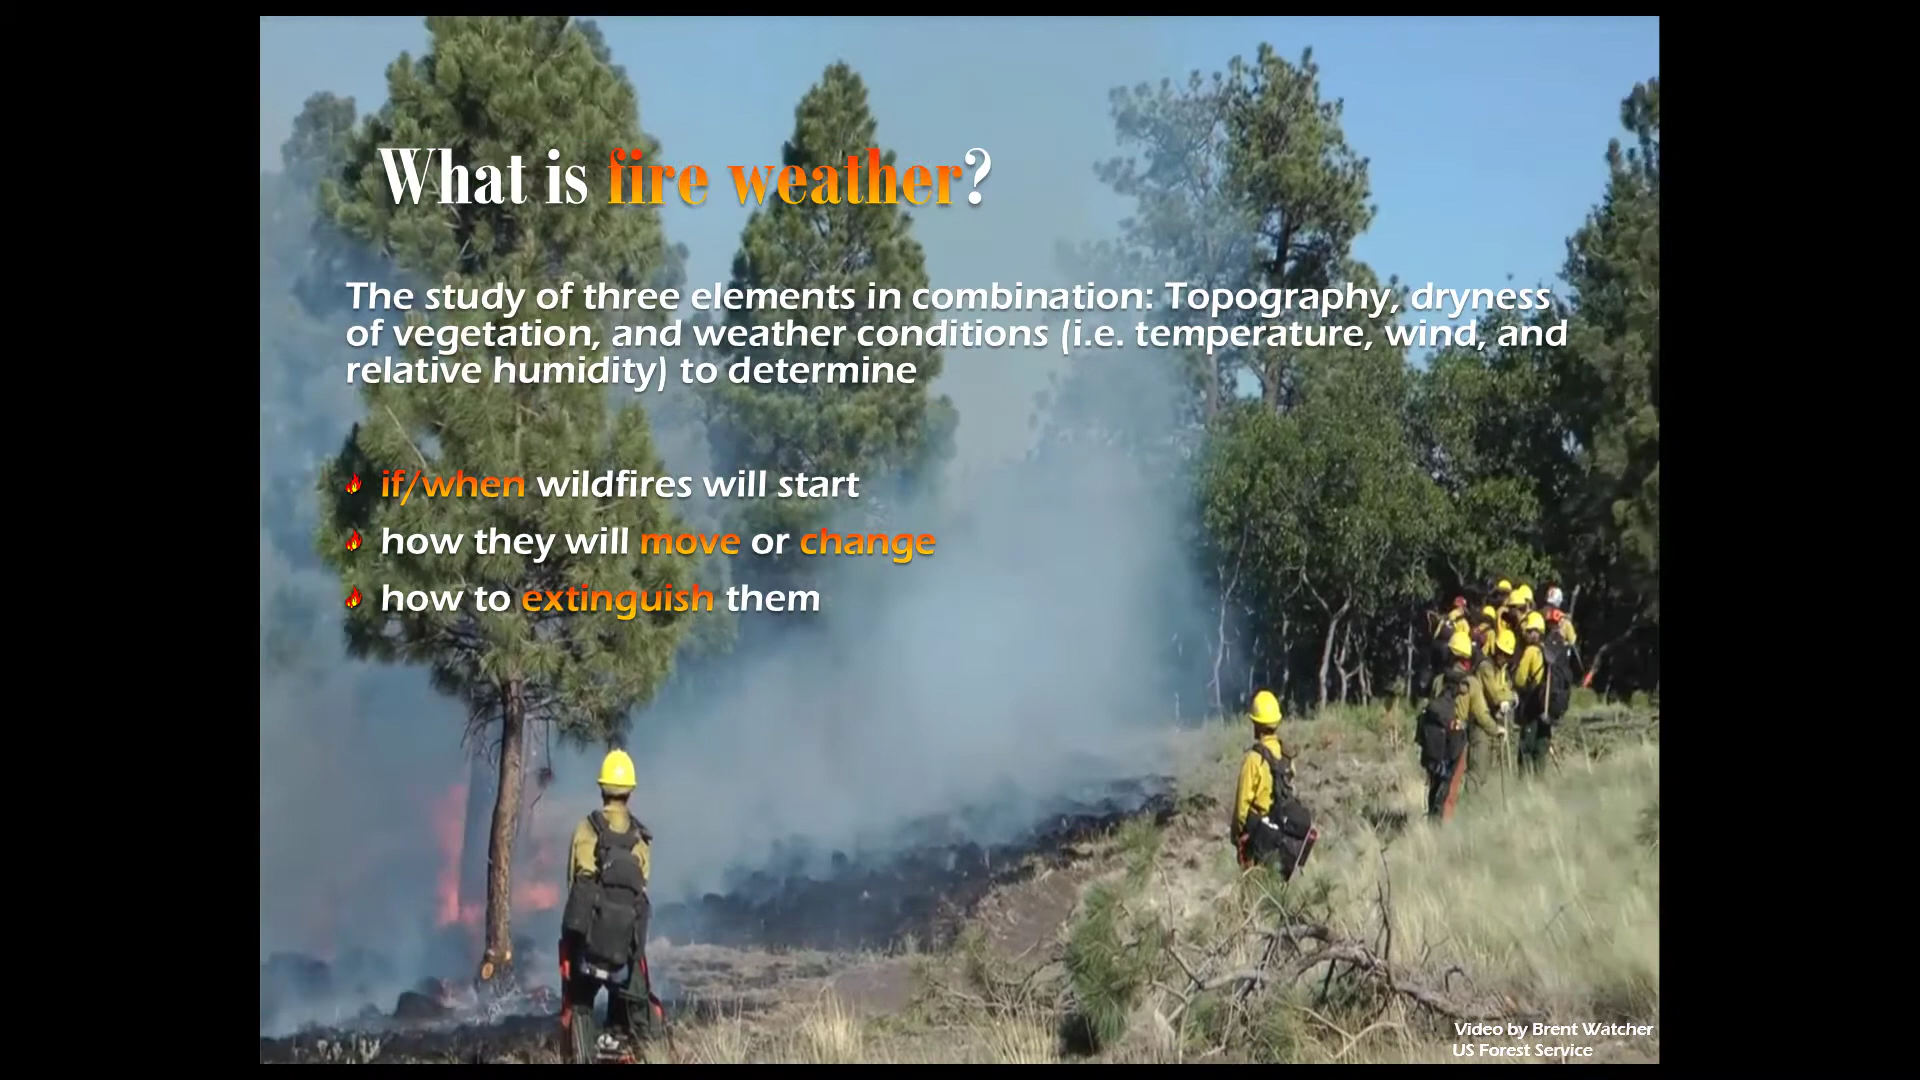 What is fire weather?
The study of three elements in combination: Topography, dryness
of vegetation, and weather conditions (i.e. temperature, wind, and
relative humidity) to determine
if/when wildfires will start
how they will move or change
how to extinguish them
Video by Brent Watcher
US Forest Service